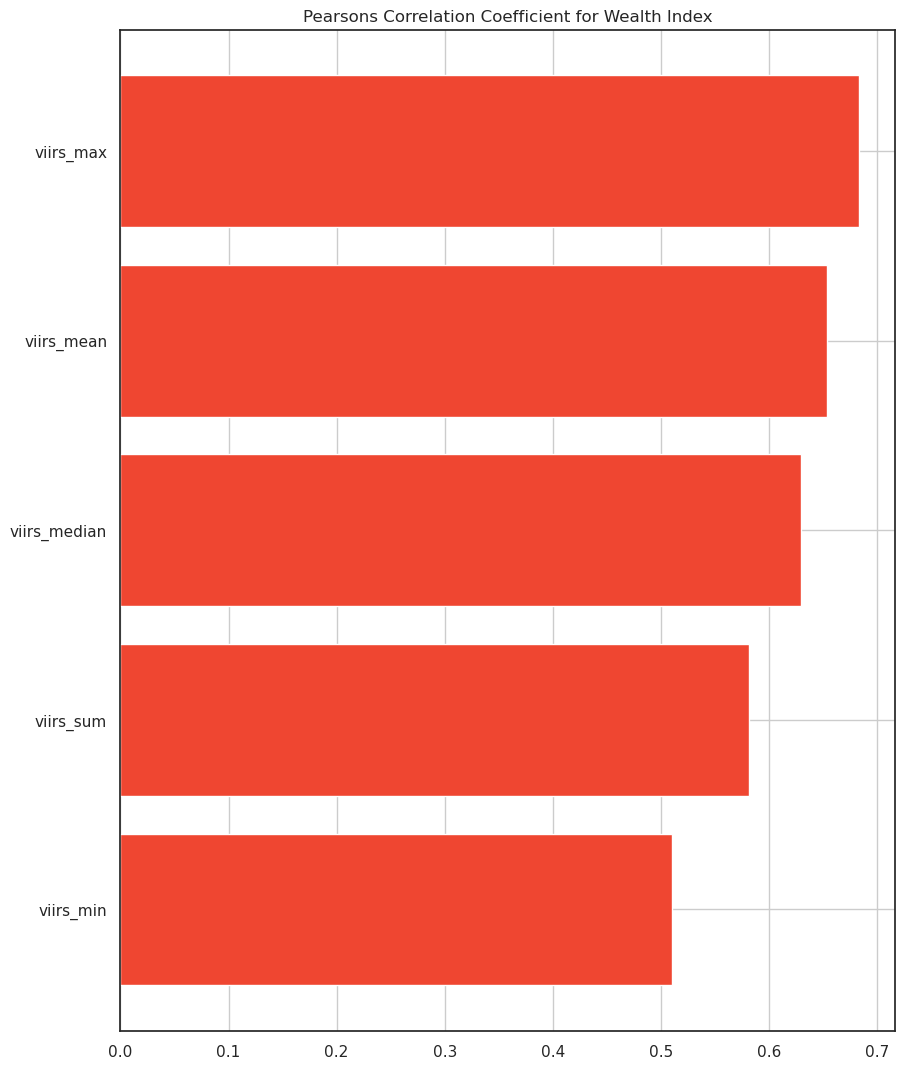 Pearsons Correlation Coefficient for Wealth Index
viirs_max
viirs_mean
viirs_median
viirs_sum
viirs_min
0.0 0.1 0.2 0.3 0.4 0.5 0.6 0.7